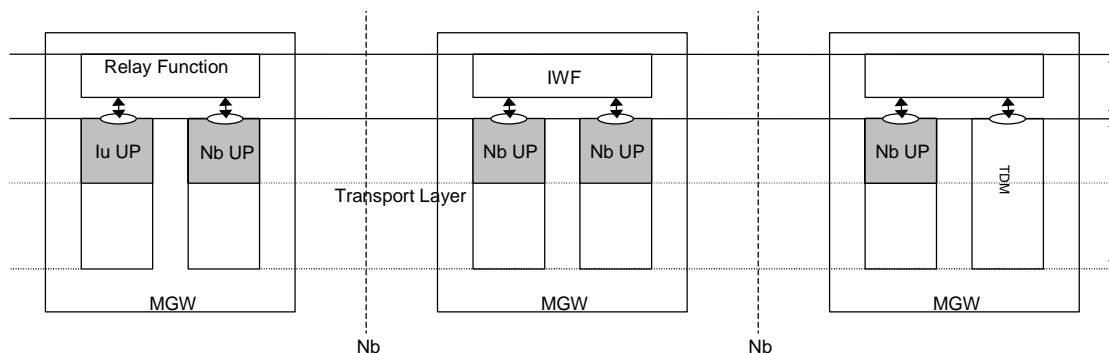 Relay Function
IWF
Iu UP
Nb UP
Nb UP
Nb UP
Nb UP
TDM
Transport Layer
MGW
MGW
MGW
Nb
Nb